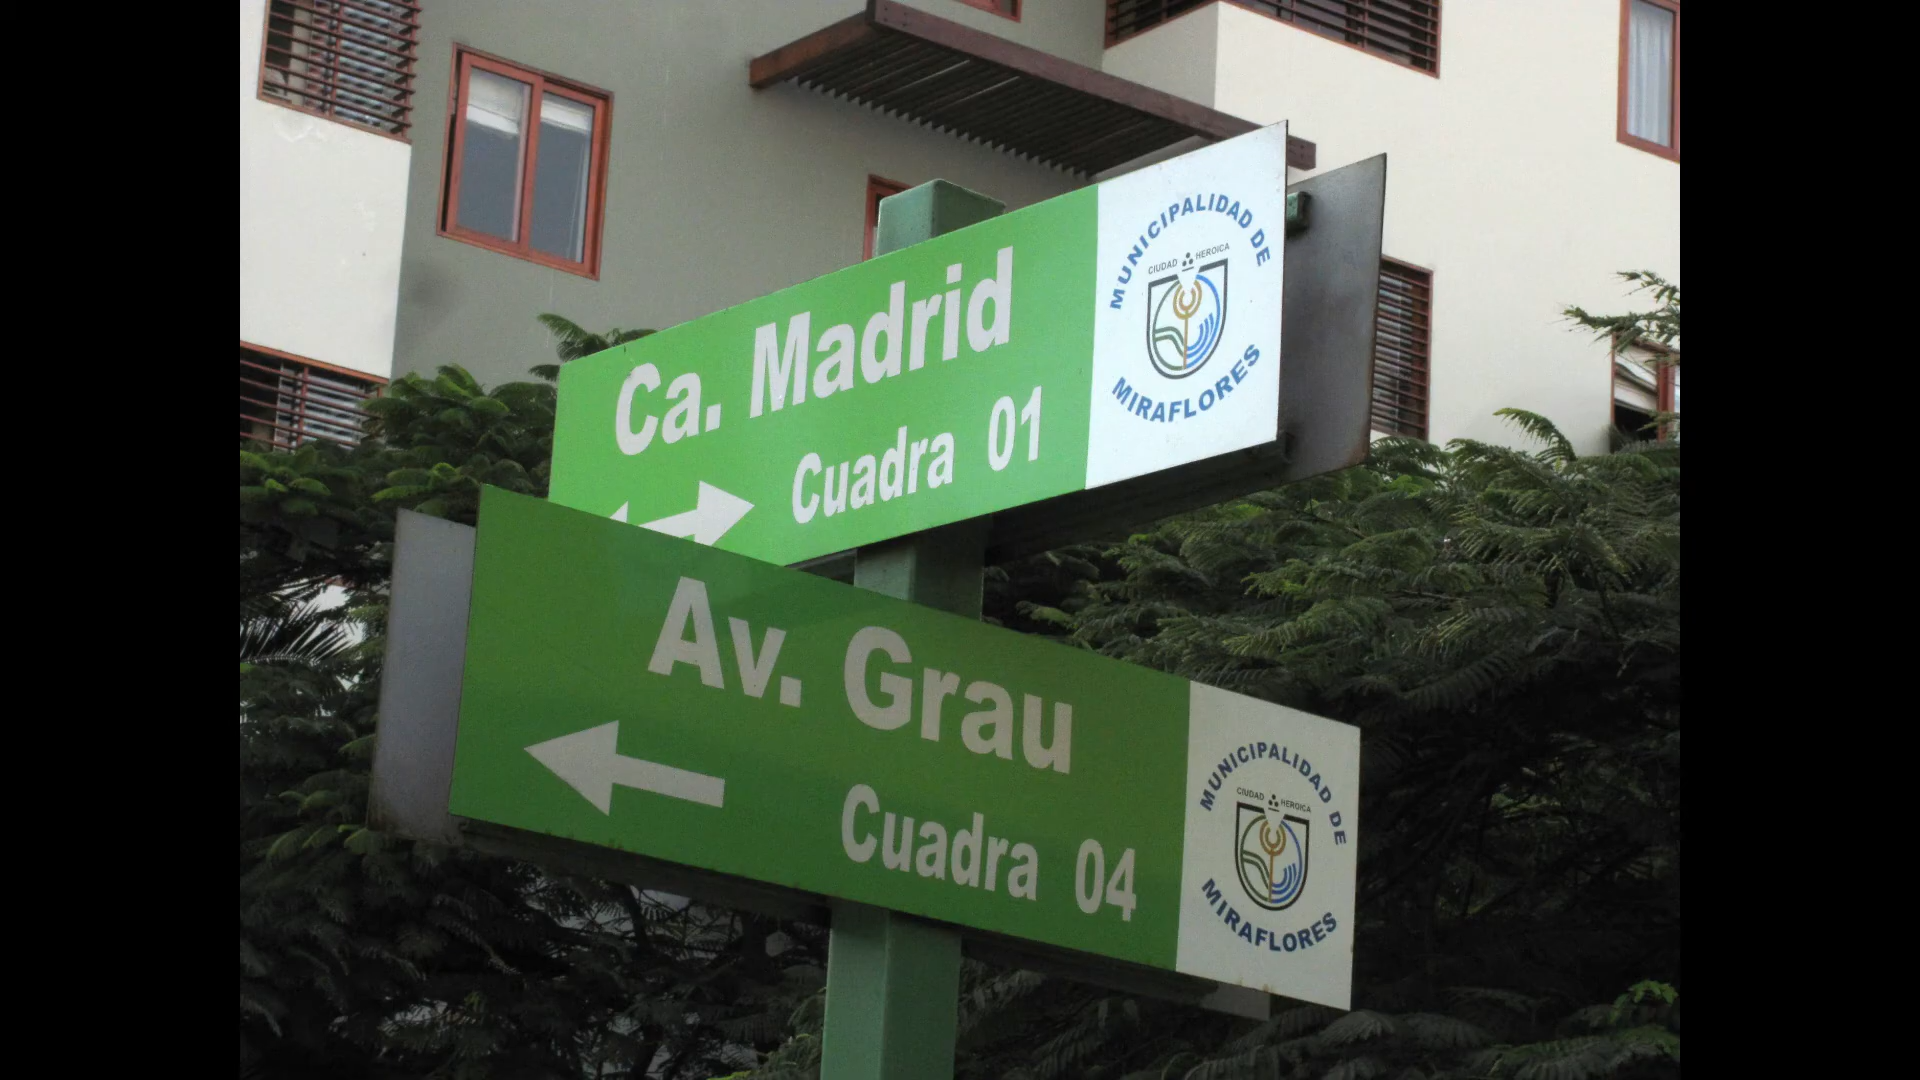 Ca. Madrid
Cuadra 01
MUNICIPALIDAD DE
CIUDAD HEROICA
MIRAFLORES
Av. Grau
Cuadra 04
MUNICIPALIDAD DE
CIUDAD HEROICA
MIRAFLORES